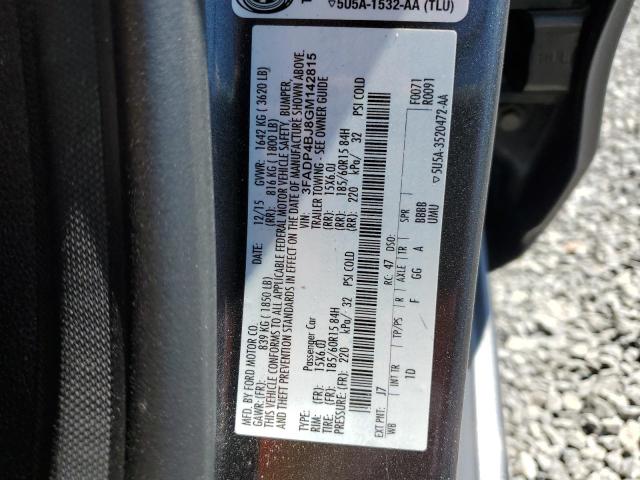 5U5A-1532-AA (TLU)
MFD. BY FORD MOTOR CO.
DATE: 12/15 GVWR: 1642 KG ( 3620 LB)
GAWR: (FR): 839 KG ( 1850 LB) (RR): 816 KG ( 1800 LB)
THIS VEHICLE CONFORMS TO ALL APPLICABLE FEDERAL MOTOR VEHICLE SAFETY, BUMPER,
THEFT PREVENTION STANDARDS IN EFFECT ON THE DATE OF MANUFACTURE SHOWN ABOVE.
VIN: 3FADP4BJ8GM142815
TYPE: Passenger Car TRAILER TOWING - SEE OWNER GUIDE
RIM: (FR): 15X6.0J (RR): 15X6.0J
TIRE: (FR): 185/60R15 84H (RR): 185/60R15 84H
PRESSURE: (FR): 220 kPa/ 32 PSI COLD (RR): 220 kPa/ 32 PSI COLD
F0071
R0091
EXT PNT: J7 RC: 47 DSO:
WB INT TR TP/PS R AXLE TR SPR
1D F GG A BBBB
UMU
5U5A-3520472-AA